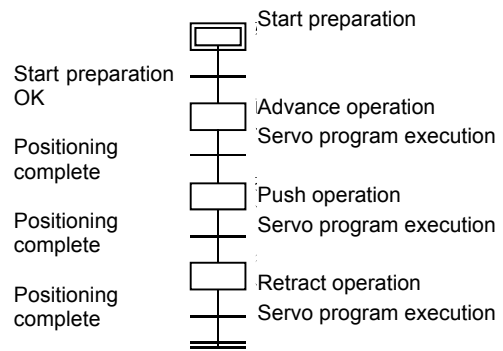 Start preparation
Start preparation
OK
Advance operation
Servo program execution
Positioning
complete
Push operation
Servo program execution
Positioning
complete
Retract operation
Servo program execution
Positioning
complete